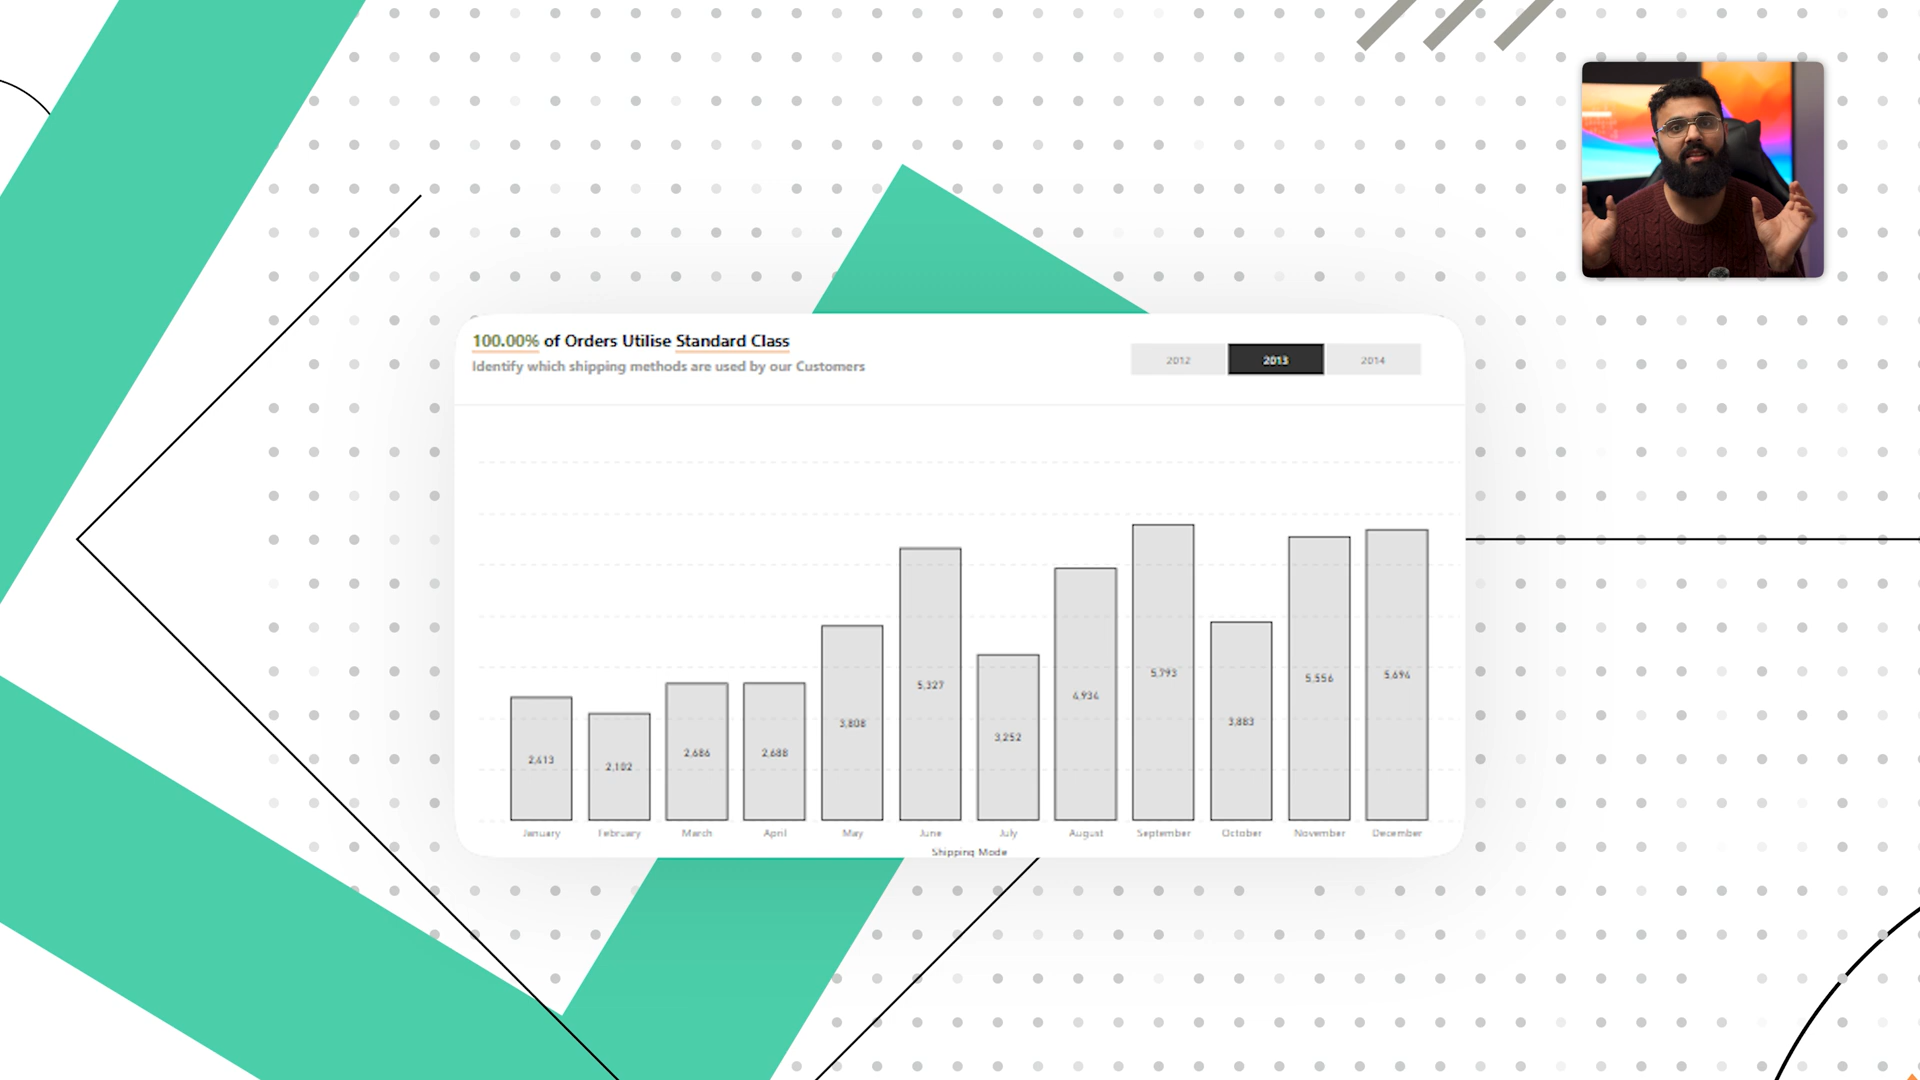 100.00% of Orders Utilise Standard Class
Identify which shipping methods are used by our Customers
2012 2013 2014
2,413 2,102 2,686 2,688 3,808 5,327 3,252 4,934 5,793 3,883 5,556 5,694
January February March April May June July August September October November December
Shipping Mode